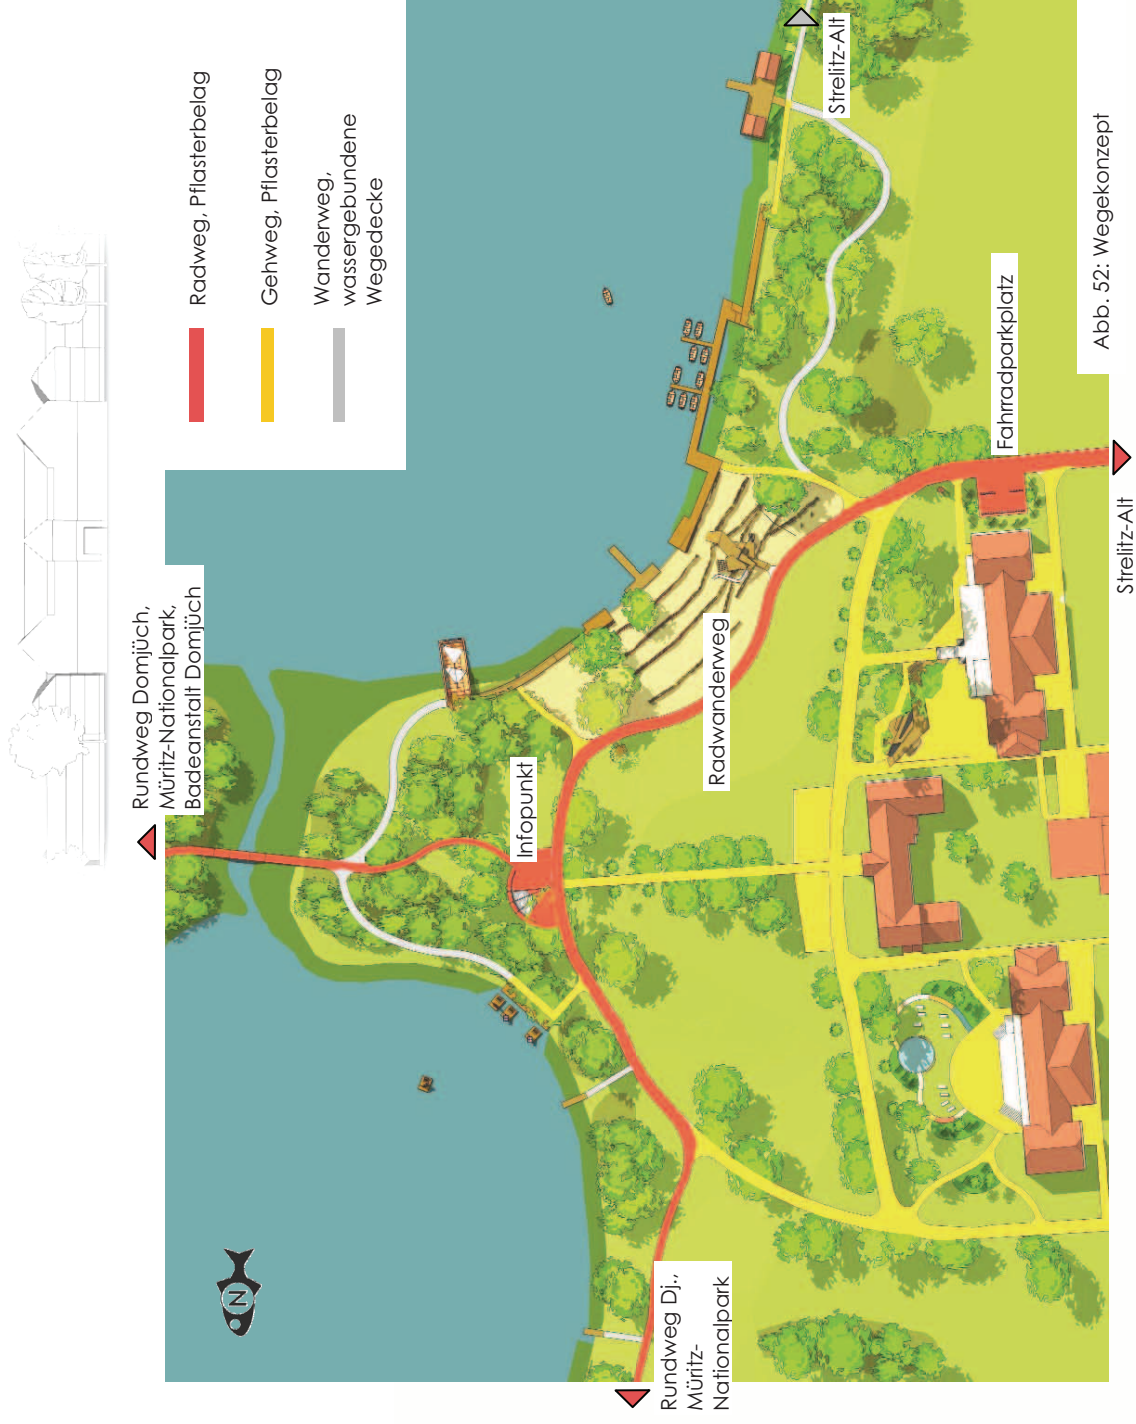 Radweg, Pflasterbelag
Gehweg, Pflasterbelag
Wanderweg,
wassergebundene
Wegedecke
Rundweg Domjüch,
Müritz-Nationalpark,
Badeanstalt Domjüch
Strelitz-Alt
Infopunkt
Radwanderweg
Fahrradparkplatz
Strelitz-Alt
Rundweg Dj.,
Müritz-
Nationalpark
N
Abb. 52: Wegekonzept